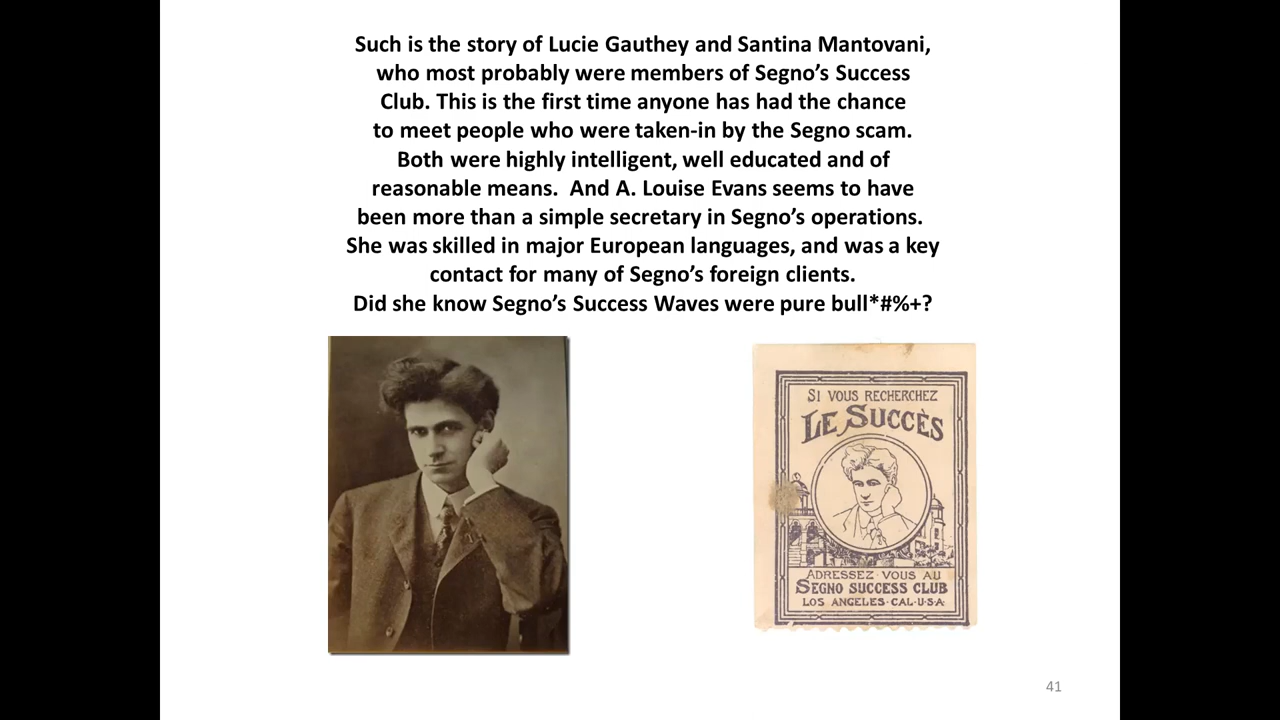 Such is the story of Lucie Gauthey and Santina Mantovani,
who most probably were members of Segno’s Success
Club. This is the first time anyone has had the chance
to meet people who were taken-in by the Segno scam.
Both were highly intelligent, well educated and of
reasonable means.  And A. Louise Evans seems to have
been more than a simple secretary in Segno’s operations.
She was skilled in major European languages, and was a key
contact for many of Segno’s foreign clients.
Did she know Segno’s Success Waves were pure bull*#%+?
SI VOUS RECHERCHEZ
LE SUCCÈS
ADRESSEZ-VOUS AU
SEGNO SUCCESS CLUB
LOS ANGELES-CAL-U·S·A·
41